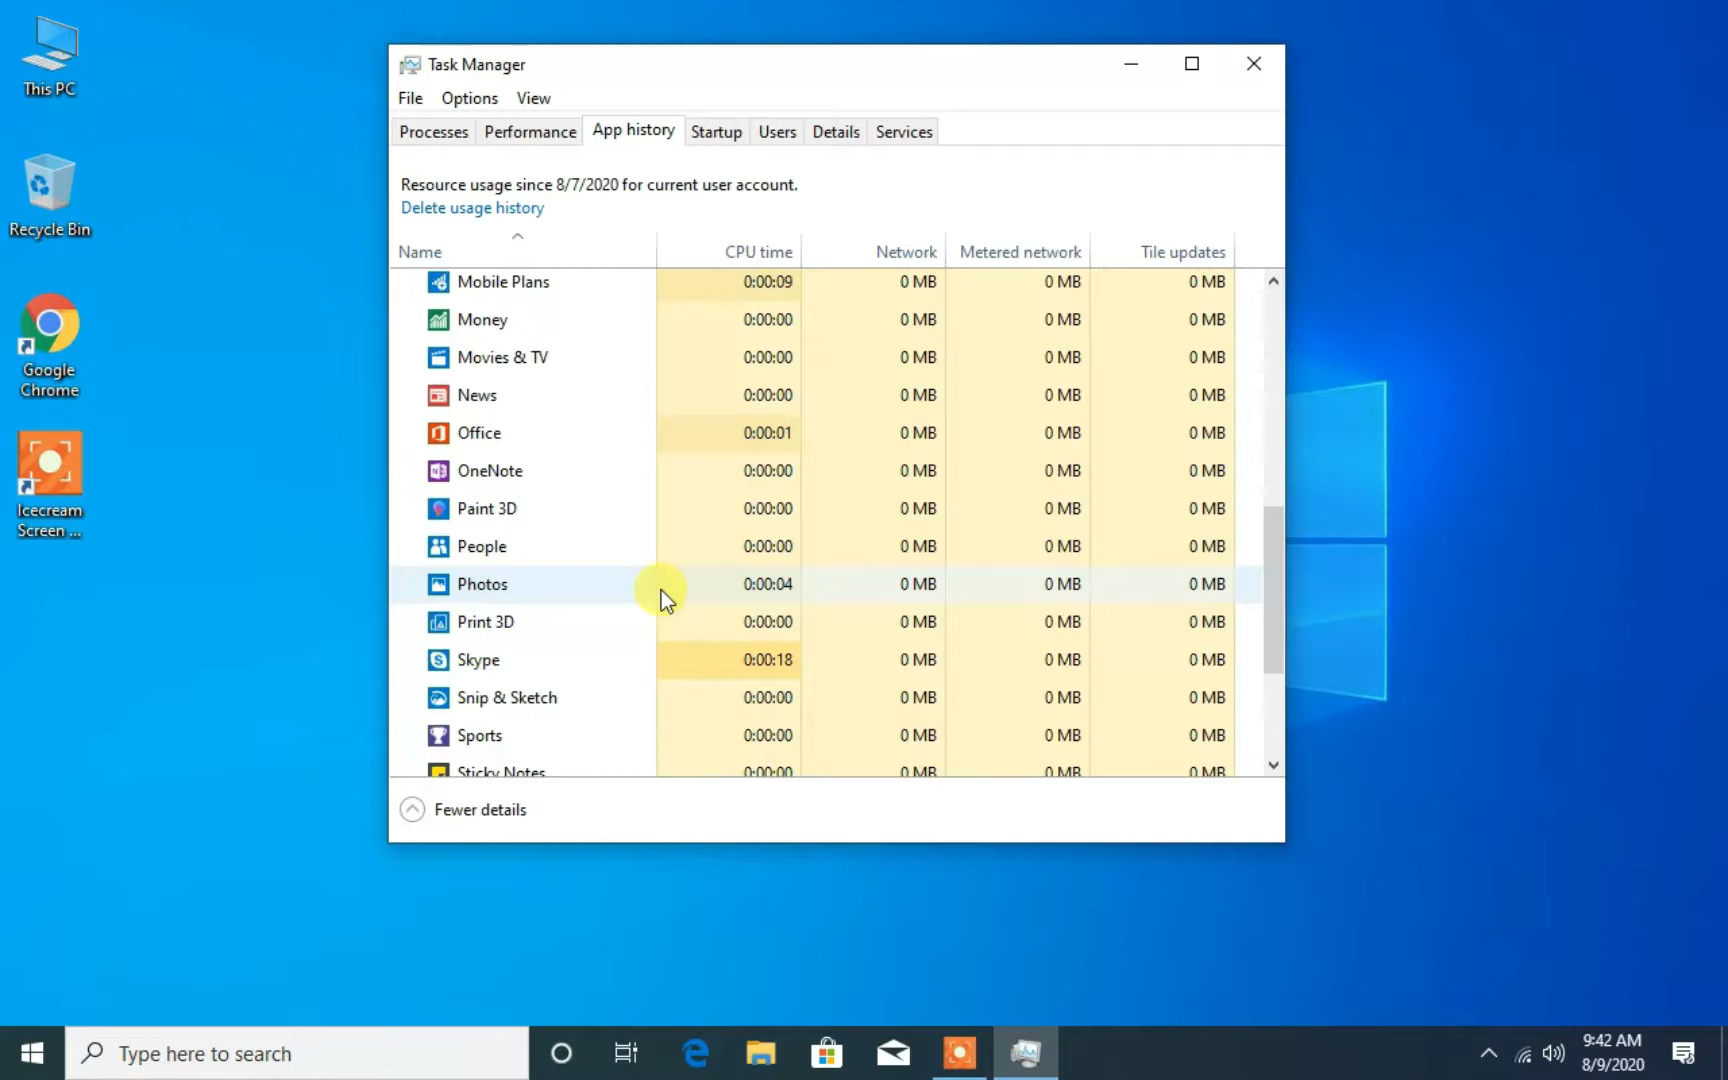 This PC
Recycle Bin
Google
Chrome
Icecream
Screen ...
Task Manager
File Options View
Processes Performance App history Startup Users Details Services
Resource usage since 8/7/2020 for current user account.
Delete usage history
Name CPU time Network Metered network Tile updates
Mobile Plans 0:00:09 0 MB 0 MB 0 MB
Money 0:00:00 0 MB 0 MB 0 MB
Movies & TV 0:00:00 0 MB 0 MB 0 MB
News 0:00:00 0 MB 0 MB 0 MB
Office 0:00:01 0 MB 0 MB 0 MB
OneNote 0:00:00 0 MB 0 MB 0 MB
Paint 3D 0:00:00 0 MB 0 MB 0 MB
People 0:00:00 0 MB 0 MB 0 MB
Photos 0:00:04 0 MB 0 MB 0 MB
Print 3D 0:00:00 0 MB 0 MB 0 MB
Skype 0:00:18 0 MB 0 MB 0 MB
Snip & Sketch 0:00:00 0 MB 0 MB 0 MB
Sports 0:00:00 0 MB 0 MB 0 MB
Sticky Notes 0:00:00 0 MB 0 MB 0 MB
Fewer details
Type here to search
9:42 AM
8/9/2020